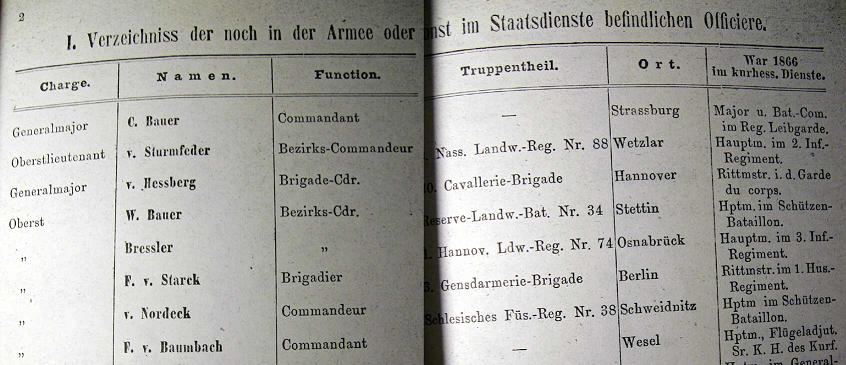 2
I. Verzeichniss der noch in der Armee oder im Staatsdienste befindlichen Officiere.
Charge. Namen. Function. Truppentheil. Ort. War 1866
im kurhess. Dienste.
Generalmajor C. Bauer Commandant — Strassburg Major u. Bat.-Com.
im Reg. Leibgarde.
Oberstlieutenant v. Sturmfeder Bezirks-Commandeur Nass. Landw.-Reg. Nr. 88 Wetzlar Hauptm. im 2. Inf.-
Regiment.
Generalmajor v. Hessberg Brigade-Cdr. Cavallerie-Brigade Hannover Rittmstr. i. d. Garde
du corps.
Oberst W. Bauer Bezirks-Cdr. Reserve-Landw.-Bat. Nr. 34 Stettin Hptm. im Schützen-
Bataillon.
„ Bressler „ Hannov. Ldw.-Reg. Nr. 74 Osnabrück Hauptm. im 3. Inf.-
Regiment.
„ F. v. Starck Brigadier Gensdarmerie-Brigade Berlin Rittmstr. im 1. Hus.-
Regiment.
„ v. Nordeck Commandeur Schlesisches Füs.-Reg. Nr. 38 Schweidnitz Hptm im Schützen-
Bataillon.
„ F. v. Baumbach Commandant — Wesel Hptm., Flügeladjut.
Sr. K. H. des Kurf.
im General-